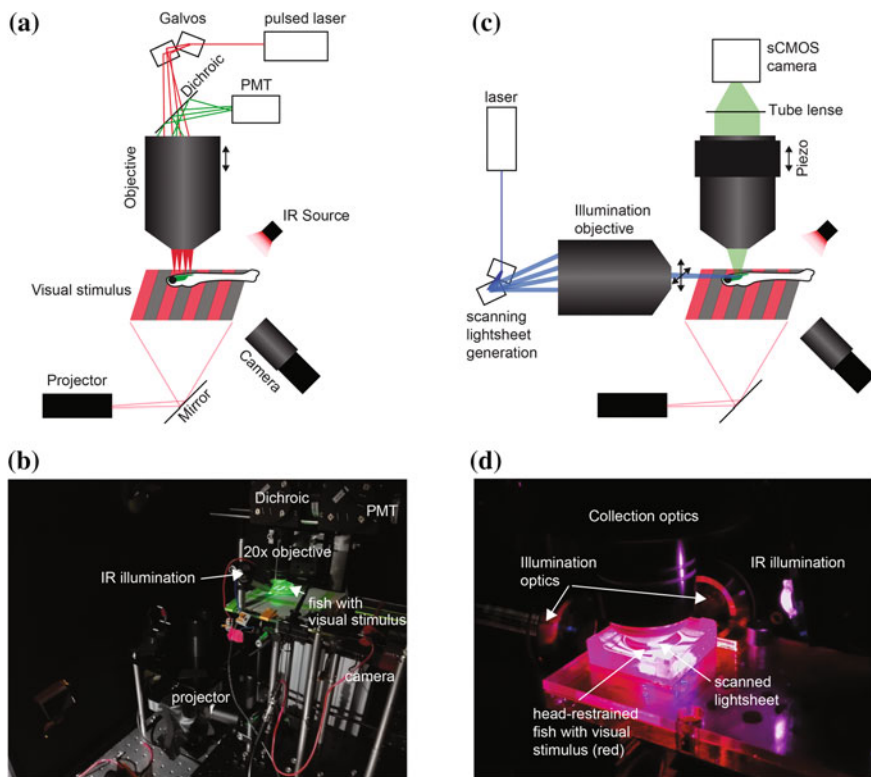 (a)
Galvos
pulsed laser
Dichroic
PMT
Objective
IR Source
Visual stimulus
Camera
Projector
Mirror
(c)
sCMOS
camera
laser
Tube lense
Piezo
Illumination
objective
scanning
lightsheet
generation
(b)
Dichroic
PMT
20x objective
IR illumination
fish with
visual stimulus
camera
projector
(d)
Collection optics
Illumination
optics
IR illumination
scanned
lightsheet
head-restrained
fish with visual
stimulus (red)